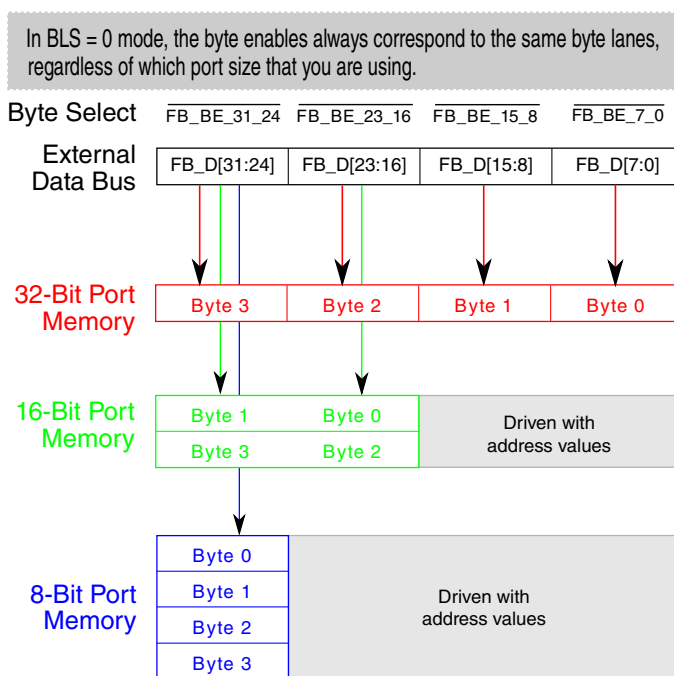 In BLS = 0 mode, the byte enables always correspond to the same byte lanes,
regardless of which port size that you are using.
Byte Select FB_BE_31_24 FB_BE_23_16 FB_BE_15_8 FB_BE_7_0
External
Data Bus
FB_D[31:24] FB_D[23:16] FB_D[15:8] FB_D[7:0]
32-Bit Port
Memory
Byte 3 Byte 2 Byte 1 Byte 0
16-Bit Port
Memory
Byte 1 Byte 0
Byte 3 Byte 2
Driven with
address values
8-Bit Port
Memory
Byte 0
Byte 1
Byte 2
Byte 3
Driven with
address values